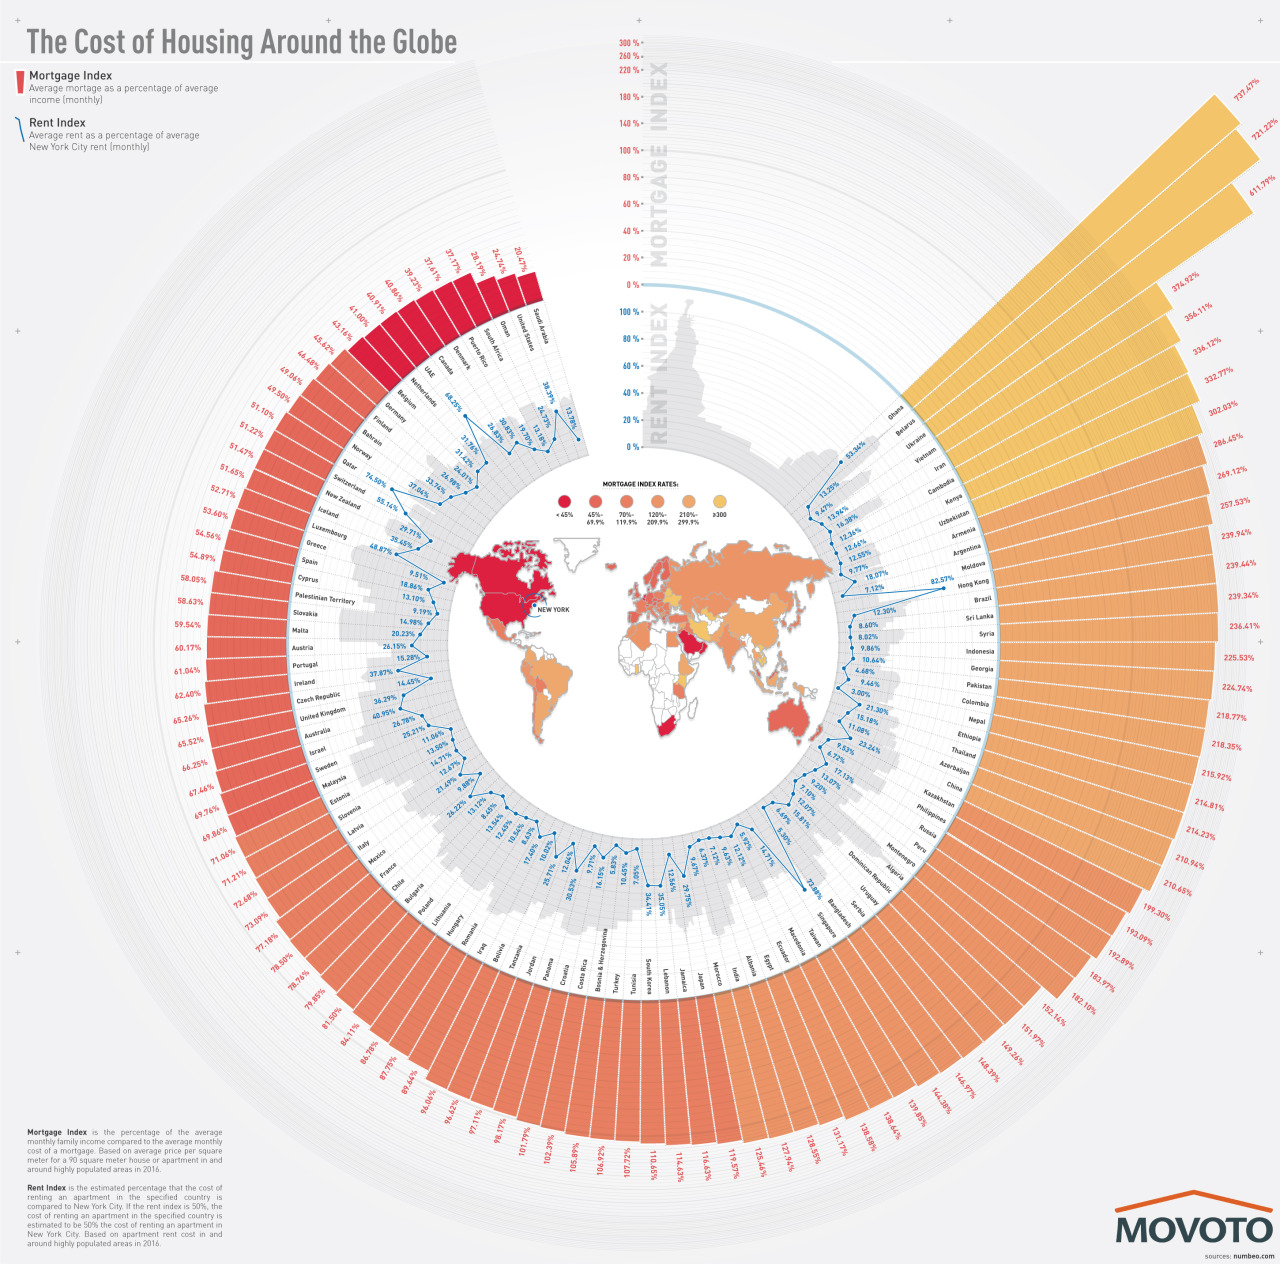 The Cost of Housing Around the Globe
Mortgage Index
Average mortage as a percentage of average
income (monthly)
Rent Index
Average rent as a percentage of average
New York City rent (monthly)
300 %
260 %
220 %
180 %
140 %
100 %
80 %
60 %
40 %
20 %
0 %
MORTGAGE INDEX
100 %
80 %
60 %
40 %
20 %
0 %
RENT INDEX
737.47%
721.22%
611.79%
374.92%
356.11%
336.12%
332.77%
302.03%
286.45%
269.12%
257.53%
239.94%
239.44%
239.34%
236.41%
225.53%
224.74%
218.77%
218.35%
215.92%
214.81%
214.23%
210.94%
210.65%
199.30%
193.09%
192.89%
183.97%
182.10%
152.14%
151.97%
149.26%
148.39%
146.97%
144.38%
139.85%
138.64%
138.58%
131.17%
128.55%
127.94%
125.46%
119.57%
116.63%
114.63%
110.69%
107.72%
106.92%
105.89%
102.39%
101.79%
98.17%
97.11%
96.62%
96.06%
89.64%
87.75%
86.78%
84.11%
81.50%
79.85%
78.76%
78.50%
77.18%
73.09%
72.68%
71.21%
71.06%
69.86%
69.76%
67.46%
66.25%
65.52%
65.26%
62.40%
61.04%
60.17%
59.54%
58.63%
58.05%
54.89%
54.56%
53.60%
52.71%
51.65%
51.47%
51.22%
51.10%
49.50%
49.06%
46.48%
45.62%
43.16%
41.00%
40.91%
40.86%
39.23%
37.61%
37.17%
28.19%
24.74%
20.47%
Ghana
Belarus
Ukraine
Vietnam
Iran
Cambodia
Kenya
Uzbekistan
Armenia
Argentina
Moldova
Hong Kong
Brazil
Sri Lanka
Syria
Indonesia
Georgia
Pakistan
Colombia
Nepal
Ethiopia
Thailand
Azerbaijan
China
Kazakhstan
Philippines
Russia
Peru
Montenegro
Algeria
Dominican Republic
Uruguay
Serbia
Bangladesh
Singapore
Taiwan
Macedonia
Ecuador
Egypt
Albania
India
Morocco
Japan
Jamaica
Lebanon
South Korea
Tunisia
Turkey
Bosnia & Herzegovina
Costa Rica
Croatia
Panama
Jordan
Tanzania
Bolivia
Iraq
Romania
Hungary
Lithuania
Poland
Bulgaria
Chile
France
Mexico
Italy
Latvia
Slovenia
Estonia
Malaysia
Sweden
Israel
Australia
United Kingdom
Czech Republic
Ireland
Portugal
Austria
Malta
Slovakia
Palestinian Territory
Cyprus
Spain
Greece
Luxembourg
Iceland
New Zealand
Switzerland
Qatar
Norway
Bahrain
Finland
Germany
Belgium
Netherlands
UAE
Canada
Denmark
Puerto Rico
South Africa
Oman
United States
Saudi Arabia
53.34%
13.25%
9.47%
13.94%
16.38%
12.36%
12.66%
12.55%
9.77%
18.07%
7.12%
82.57%
12.30%
8.60%
8.02%
9.86%
10.64%
4.68%
9.46%
3.00%
21.30%
15.18%
11.08%
23.24%
9.53%
6.72%
17.13%
13.07%
9.20%
7.10%
12.07%
15.81%
6.69%
5.30%
73.88%
14.71%
5.92%
12.12%
9.63%
7.12%
6.37%
9.67%
29.75%
12.56%
35.05%
34.41%
7.05%
10.45%
5.83%
16.15%
9.71%
30.53%
12.04%
25.71%
10.02%
17.40%
8.63%
10.54%
12.45%
13.54%
8.45%
13.12%
26.22%
9.88%
21.49%
12.67%
14.71%
13.50%
11.06%
25.21%
26.78%
40.95%
36.29%
14.45%
37.87%
15.28%
26.15%
20.23%
14.98%
9.19%
13.10%
18.86%
9.51%
48.87%
35.45%
29.71%
55.14%
74.50%
37.04%
33.74%
26.98%
24.01%
31.42%
31.76%
68.25%
26.83%
30.83%
19.70%
13.18%
24.73%
38.39%
13.78%
MORTGAGE INDEX RATES:
< 45%
45%-
69.9%
70%-
119.9%
120%-
209.9%
210%-
299.9%
≥300
NEW YORK
Mortgage Index is the percentage of the average
monthly family income compared to the average monthly
cost of a mortgage. Based on average price per square
meter for a 90 square meter house or apartment in and
around highly populated areas in 2016.
Rent Index is the estimated percentage that the cost of
renting an apartment in the specified country is
compared to New York City. If the rent index is 50%, the
cost of renting an apartment in the specified country is
estimated to be 50% the cost of renting an apartment in
New York City. Based on apartment rent cost in and
around highly populated areas in 2016.
MOVOTO
sources: numbeo.com